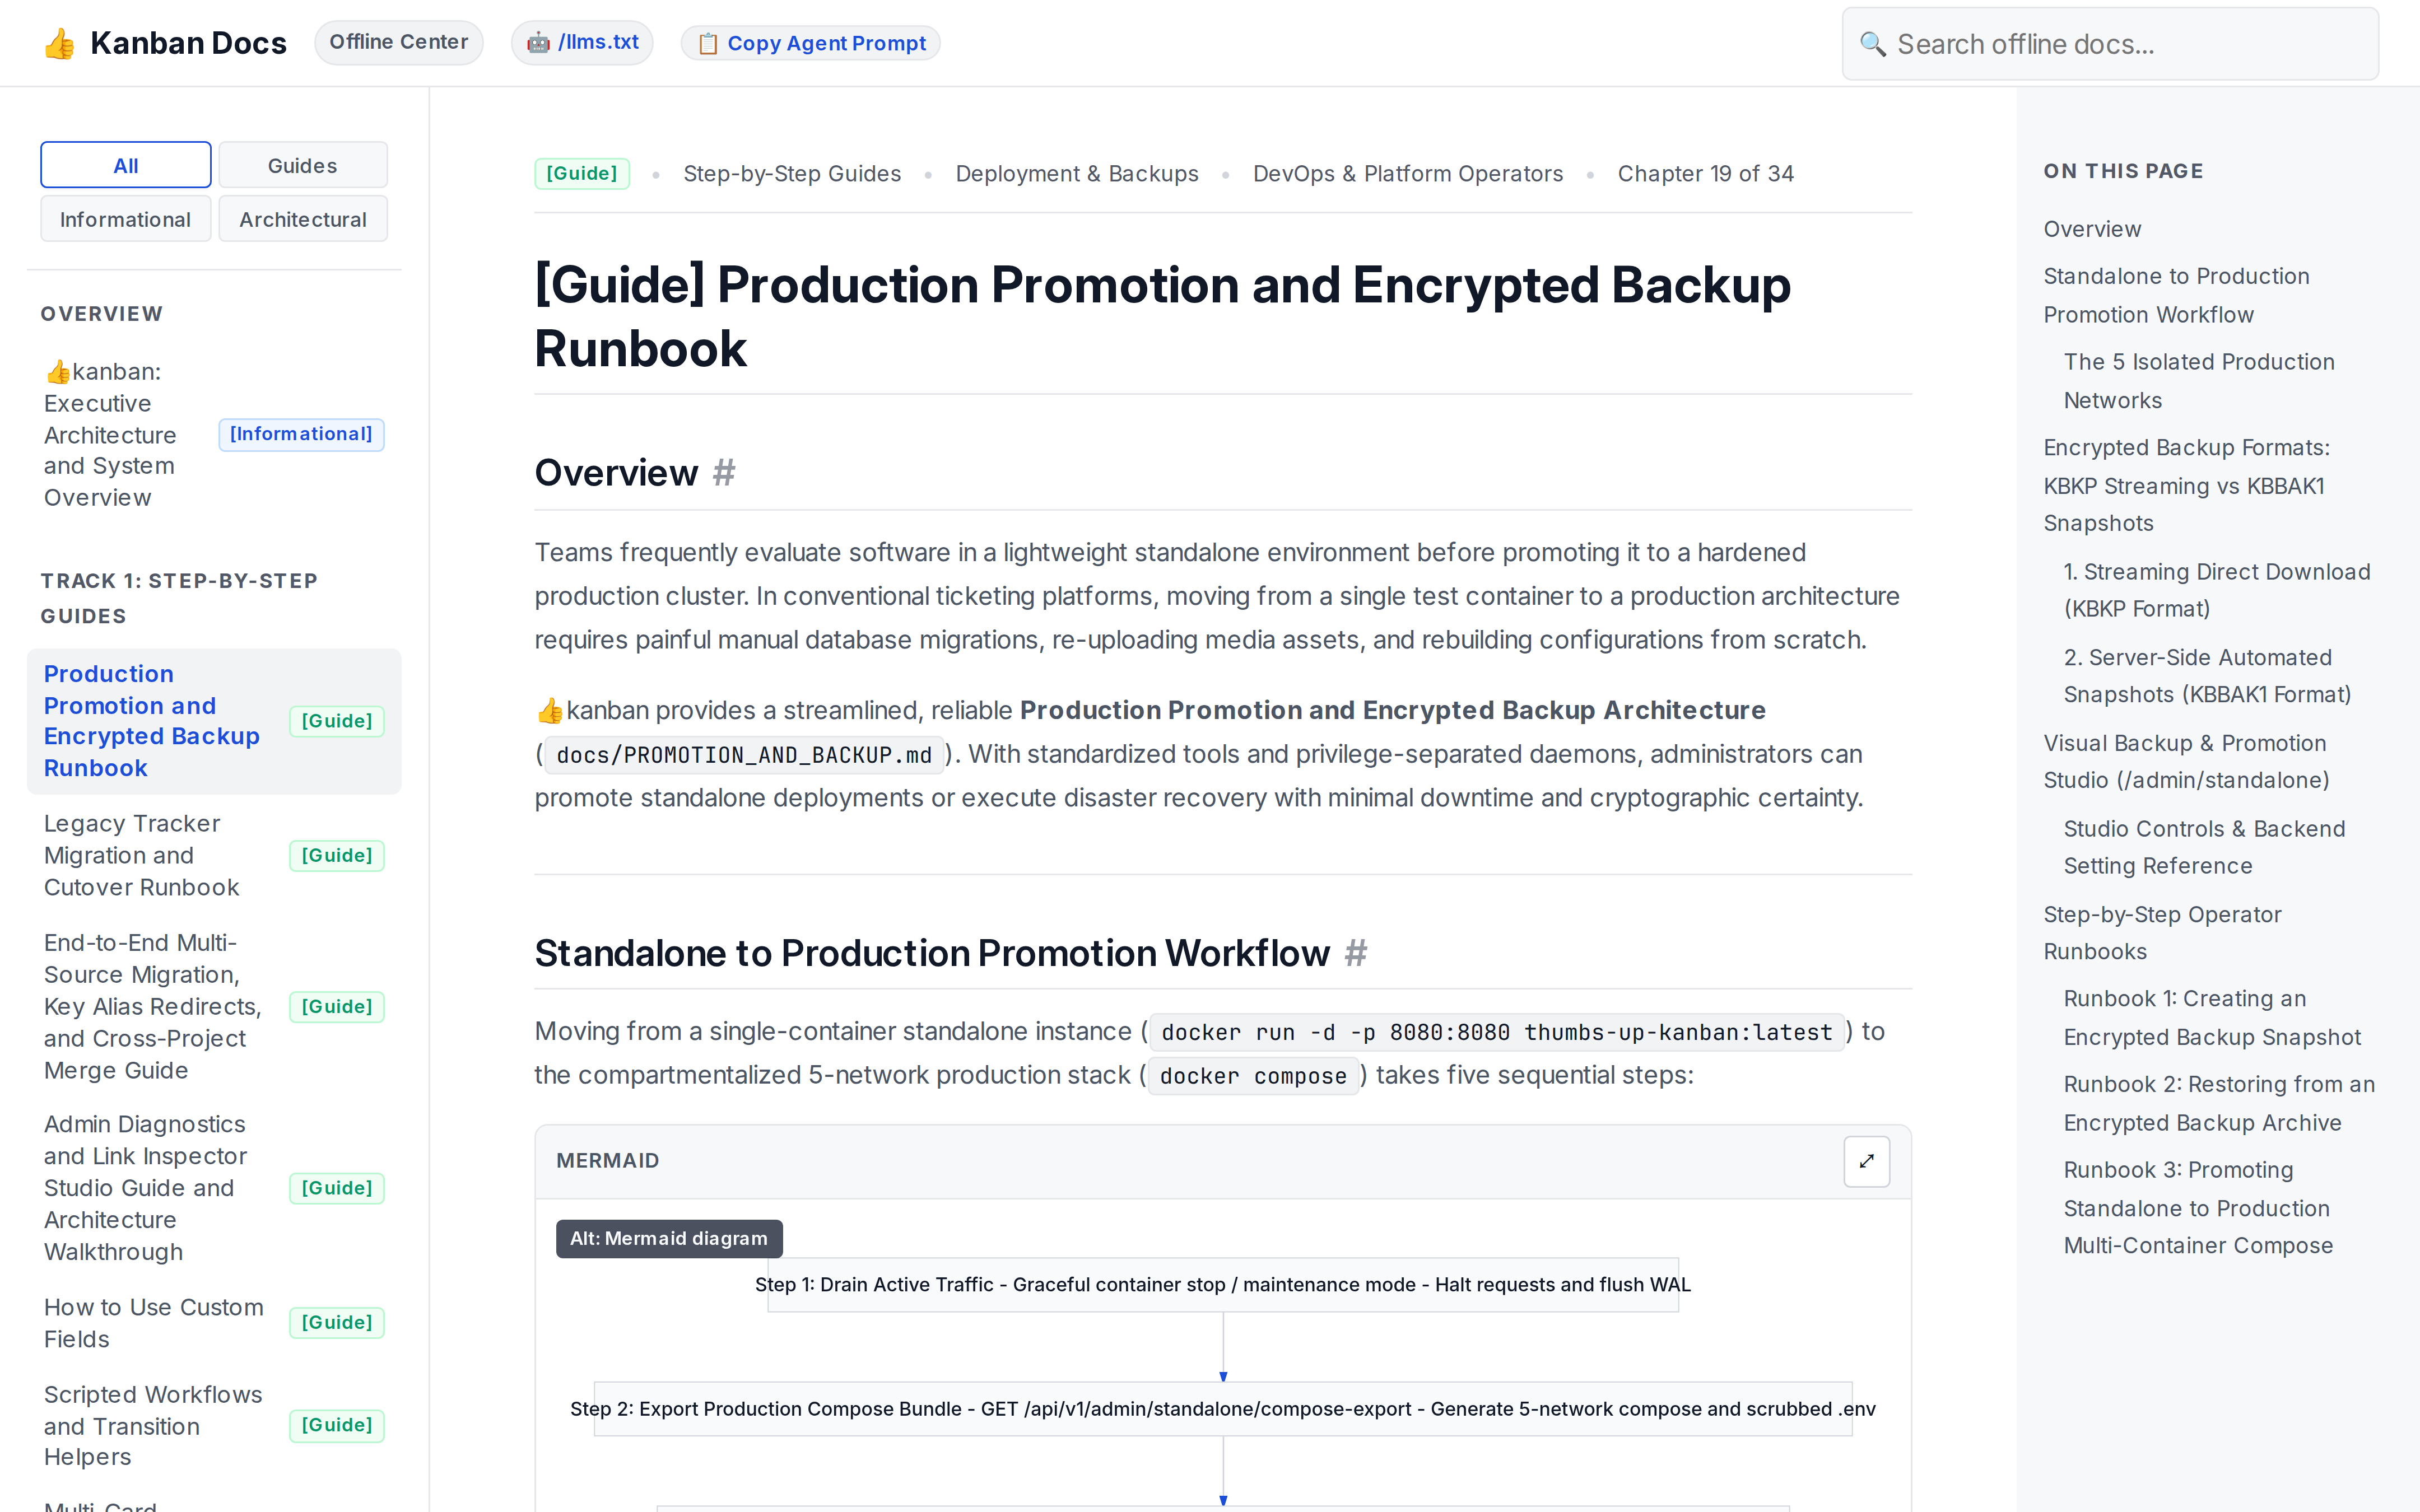 👍 Kanban Docs
Offline Center
🤖 /llms.txt
📋 Copy Agent Prompt
🔍 Search offline docs...
All
Guides
Informational
Architectural
OVERVIEW
👍kanban:
Executive
Architecture
and System
Overview
[Informational]
TRACK 1: STEP-BY-STEP
GUIDES
Production
Promotion and
Encrypted Backup
Runbook
[Guide]
Legacy Tracker
Migration and
Cutover Runbook
[Guide]
End-to-End Multi-
Source Migration,
Key Alias Redirects,
and Cross-Project
Merge Guide
[Guide]
Admin Diagnostics
and Link Inspector
Studio Guide and
Architecture
Walkthrough
[Guide]
How to Use Custom
Fields
[Guide]
Scripted Workflows
and Transition
Helpers
[Guide]
Multi-Card
[Guide] • Step-by-Step Guides • Deployment & Backups • DevOps & Platform Operators • Chapter 19 of 34
[Guide] Production Promotion and Encrypted Backup
Runbook
Overview #
Teams frequently evaluate software in a lightweight standalone environment before promoting it to a hardened
production cluster. In conventional ticketing platforms, moving from a single test container to a production architecture
requires painful manual database migrations, re-uploading media assets, and rebuilding configurations from scratch.
👍kanban provides a streamlined, reliable Production Promotion and Encrypted Backup Architecture
(docs/PROMOTION_AND_BACKUP.md). With standardized tools and privilege-separated daemons, administrators can
promote standalone deployments or execute disaster recovery with minimal downtime and cryptographic certainty.
Standalone to Production Promotion Workflow #
Moving from a single-container standalone instance (docker run -d -p 8080:8080 thumbs-up-kanban:latest) to
the compartmentalized 5-network production stack (docker compose) takes five sequential steps:
MERMAID
⤢
Alt: Mermaid diagram
Step 1: Drain Active Traffic - Graceful container stop / maintenance mode - Halt requests and flush WAL
Step 2: Export Production Compose Bundle - GET /api/v1/admin/standalone/compose-export - Generate 5-network compose and scrubbed .env
ON THIS PAGE
Overview
Standalone to Production
Promotion Workflow
The 5 Isolated Production
Networks
Encrypted Backup Formats:
KBKP Streaming vs KBBAK1
Snapshots
1. Streaming Direct Download
(KBKP Format)
2. Server-Side Automated
Snapshots (KBBAK1 Format)
Visual Backup & Promotion
Studio (/admin/standalone)
Studio Controls & Backend
Setting Reference
Step-by-Step Operator
Runbooks
Runbook 1: Creating an
Encrypted Backup Snapshot
Runbook 2: Restoring from an
Encrypted Backup Archive
Runbook 3: Promoting
Standalone to Production
Multi-Container Compose